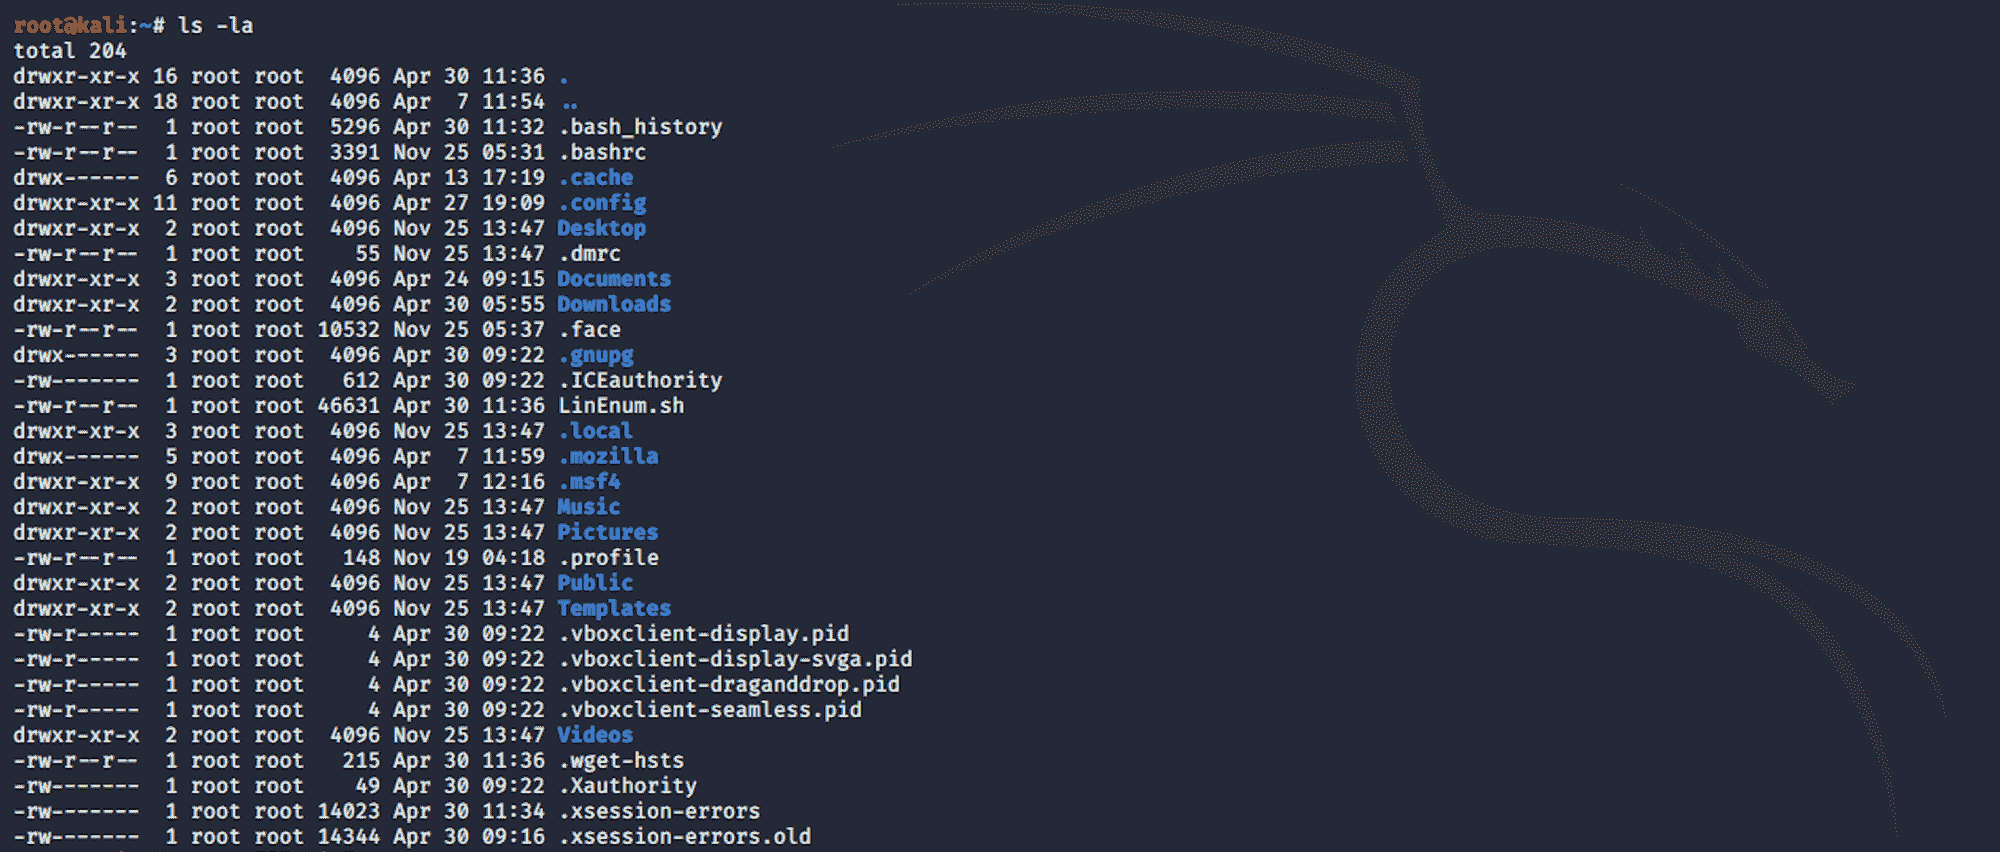 root@kali:~# ls -la
total 204
drwxr-xr-x 16 root root  4096 Apr 30 11:36 .
drwxr-xr-x 18 root root  4096 Apr  7 11:54 ..
-rw-r--r--  1 root root  5296 Apr 30 11:32 .bash_history
-rw-r--r--  1 root root  3391 Nov 25 05:31 .bashrc
drwx------  6 root root  4096 Apr 13 17:19 .cache
drwxr-xr-x 11 root root  4096 Apr 27 19:09 .config
drwxr-xr-x  2 root root  4096 Nov 25 13:47 Desktop
-rw-r--r--  1 root root    55 Nov 25 13:47 .dmrc
drwxr-xr-x  3 root root  4096 Apr 24 09:15 Documents
drwxr-xr-x  2 root root  4096 Apr 30 05:55 Downloads
-rw-r--r--  1 root root 10532 Nov 25 05:37 .face
drwx------  3 root root  4096 Apr 30 09:22 .gnupg
-rw-------  1 root root   612 Apr 30 09:22 .ICEauthority
-rw-r--r--  1 root root 46631 Apr 30 11:36 LinEnum.sh
drwxr-xr-x  3 root root  4096 Nov 25 13:47 .local
drwx------  5 root root  4096 Apr  7 11:59 .mozilla
drwxr-xr-x  9 root root  4096 Apr  7 12:16 .msf4
drwxr-xr-x  2 root root  4096 Nov 25 13:47 Music
drwxr-xr-x  2 root root  4096 Nov 25 13:47 Pictures
-rw-r--r--  1 root root   148 Nov 19 04:18 .profile
drwxr-xr-x  2 root root  4096 Nov 25 13:47 Public
drwxr-xr-x  2 root root  4096 Nov 25 13:47 Templates
-rw-r-----  1 root root     4 Apr 30 09:22 .vboxclient-display.pid
-rw-r-----  1 root root     4 Apr 30 09:22 .vboxclient-display-svga.pid
-rw-r-----  1 root root     4 Apr 30 09:22 .vboxclient-draganddrop.pid
-rw-r-----  1 root root     4 Apr 30 09:22 .vboxclient-seamless.pid
drwxr-xr-x  2 root root  4096 Nov 25 13:47 Videos
-rw-r--r--  1 root root   215 Apr 30 11:36 .wget-hsts
-rw-------  1 root root    49 Apr 30 09:22 .Xauthority
-rw-------  1 root root 14023 Apr 30 11:34 .xsession-errors
-rw-------  1 root root 14344 Apr 30 09:16 .xsession-errors.old